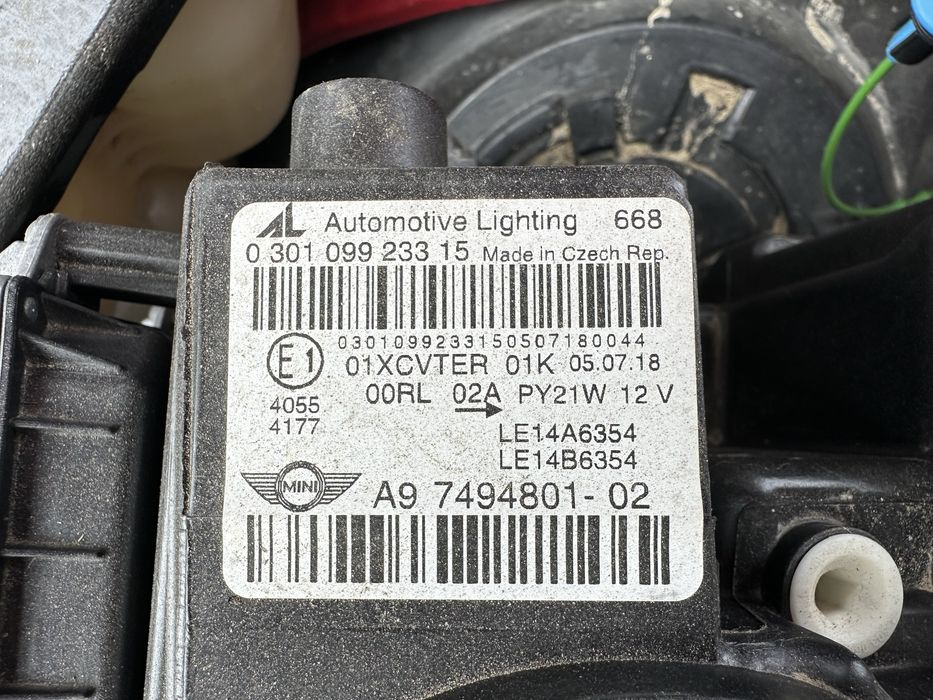 AL Automotive Lighting 668
0 301 099 233 15 Made in Czech Rep.
0301099233150507180044
E1 01XCVTER 01K 05.07.18
00RL 02A PY21W 12 V
4055
4177
LE14A6354
LE14B6354
MINI A9 7494801-02